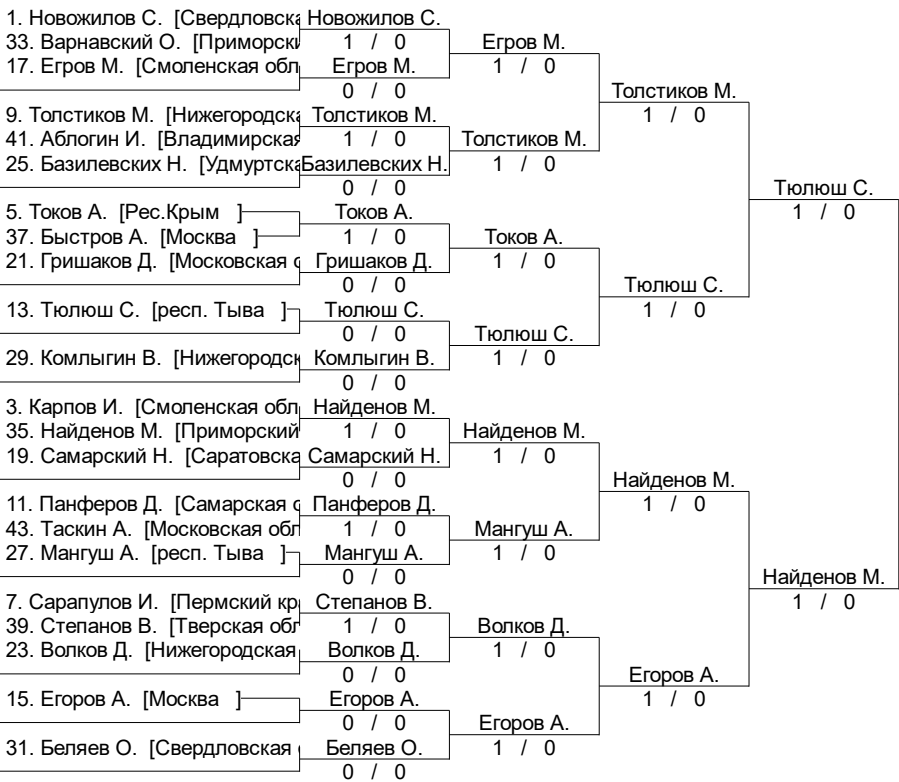 1. Новожилов С. [Свердловска Новожилов С.
33. Варнавский О. [Приморски 1 / 0 Егров М.
17. Егров М. [Смоленская обл Егров М. 1 / 0
0 / 0 Толстиков М.
9. Толстиков М. [Нижегородска Толстиков М. 1 / 0
41. Аблогин И. [Владимирская 1 / 0 Толстиков М.
25. Базилевских Н. [Удмуртска Базилевских Н. 1 / 0
0 / 0 Тюлюш С.
5. Токов А. [Рес.Крым ] Токов А. 1 / 0
37. Быстров А. [Москва ] 1 / 0 Токов А.
21. Гришаков Д. [Московская о Гришаков Д. 1 / 0
0 / 0 Тюлюш С.
13. Тюлюш С. [респ. Тыва ] Тюлюш С. 1 / 0
0 / 0 Тюлюш С.
29. Комлыгин В. [Нижегородск Комлыгин В. 1 / 0
0 / 0
3. Карпов И. [Смоленская обл Найденов М.
35. Найденов М. [Приморский 1 / 0 Найденов М.
19. Самарский Н. [Саратовска Самарский Н. 1 / 0
0 / 0 Найденов М.
11. Панферов Д. [Самарская о Панферов Д. 1 / 0
43. Таскин А. [Московская обл 1 / 0 Мангуш А.
27. Мангуш А. [респ. Тыва ] Мангуш А. 1 / 0
0 / 0 Найденов М.
7. Сарапулов И. [Пермский кра Степанов В. 1 / 0
39. Степанов В. [Тверская обл 1 / 0 Волков Д.
23. Волков Д. [Нижегородская Волков Д. 1 / 0
0 / 0 Егоров А.
15. Егоров А. [Москва ] Егоров А. 1 / 0
0 / 0 Егоров А.
31. Беляев О. [Свердловская Беляев О. 1 / 0
0 / 0